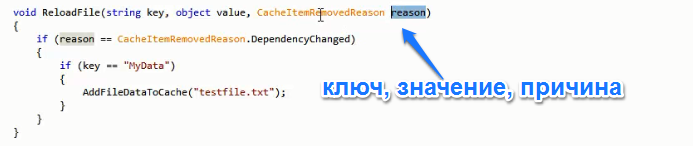 void ReloadFile(string key, object value, CacheItemRemovedReason reason)
{
if (reason == CacheItemRemovedReason.DependencyChanged)
{
if (key == "MyData")
{
AddFileDataToCache("testfile.txt");
}
}
}
ключ, значение, причина